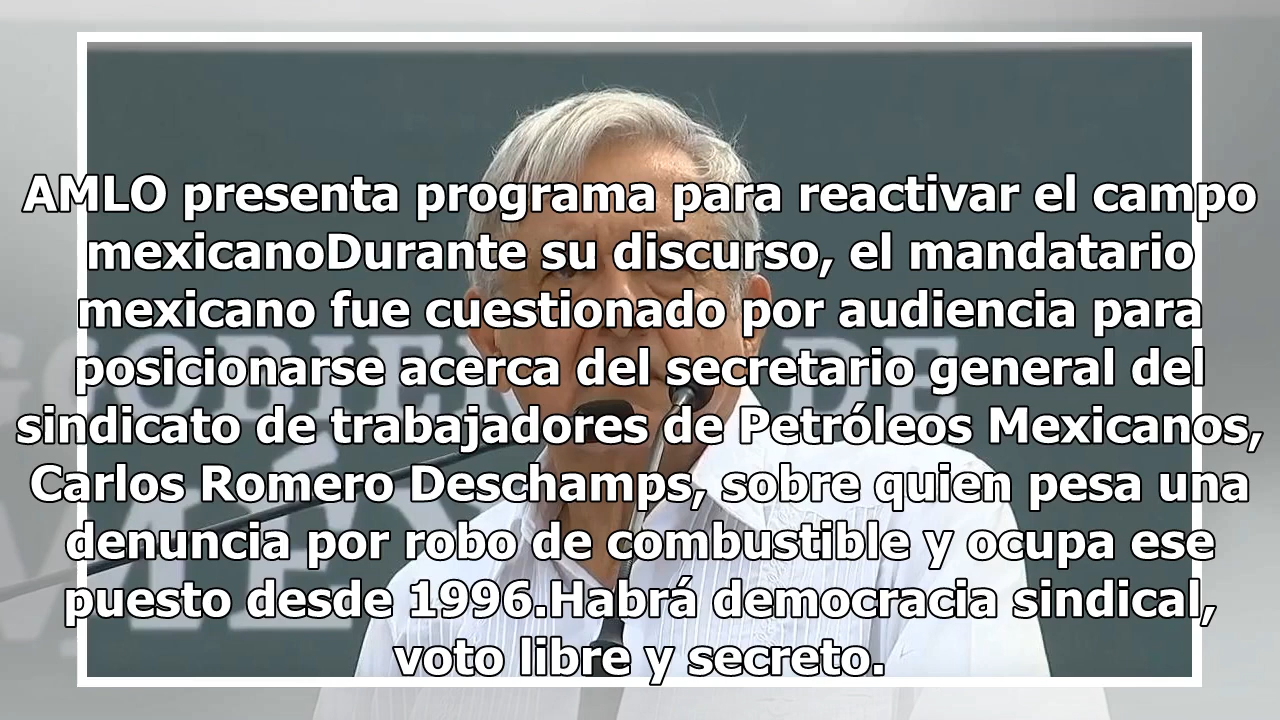 AMLO presenta programa para reactivar el campo
mexicanoDurante su discurso, el mandatario
mexicano fue cuestionado por audiencia para
posicionarse acerca del secretario general del
sindicato de trabajadores de Petróleos Mexicanos,
Carlos Romero Deschamps, sobre quien pesa una
denuncia por robo de combustible y ocupa ese
puesto desde 1996.Habrá democracia sindical,
voto libre y secreto.